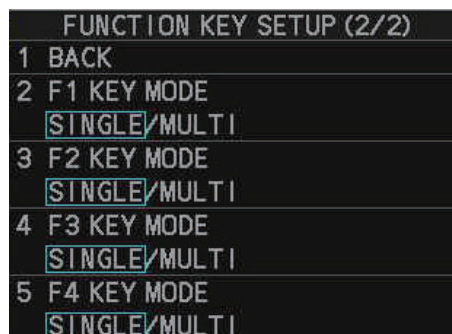 FUNCTION KEY SETUP (2/2)
1 BACK
2 F1 KEY MODE
SINGLE/MULTI
3 F2 KEY MODE
SINGLE/MULTI
4 F3 KEY MODE
SINGLE/MULTI
5 F4 KEY MODE
SINGLE/MULTI